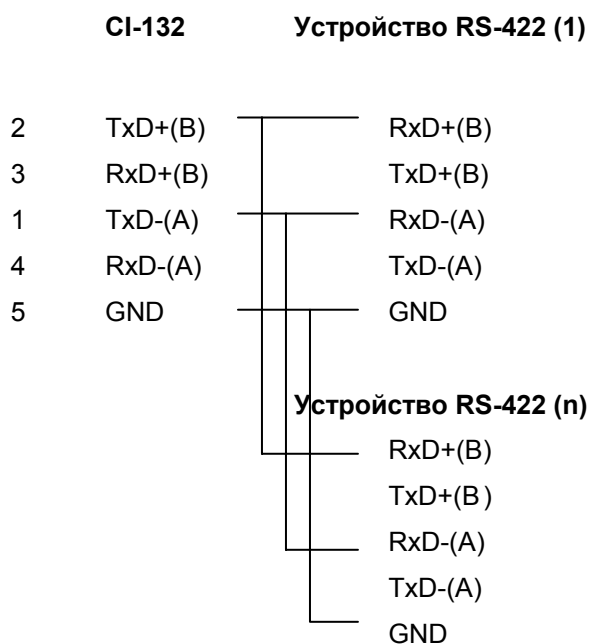 CI-132 Устройство RS-422 (1)
2 TxD+(B) RxD+(B)
3 RxD+(B) TxD+(B)
1 TxD-(A) RxD-(A)
4 RxD-(A) TxD-(A)
5 GND GND
Устройство RS-422 (n)
RxD+(B)
TxD+(B)
RxD-(A)
TxD-(A)
GND